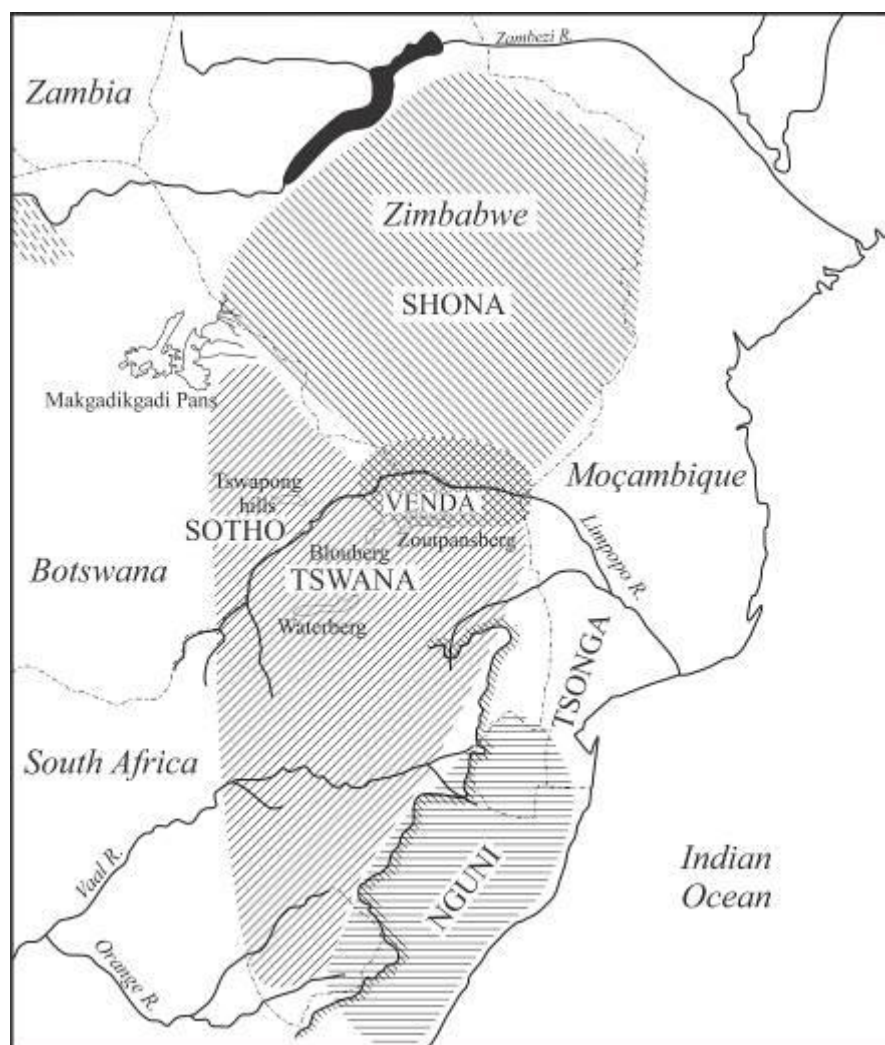 Zambezi R.
Zambia
Zimbabwe
SHONA
Makgadikgadi Pans
Moçambique
Tswapong
hills
VENDA
SOTHO
Zoutpansberg
Blouberg
Limpopo R.
Botswana
TSWANA
Waterberg
TSONGA
South Africa
Vaal R.
NGUNI
Indian
Ocean
Orange R.